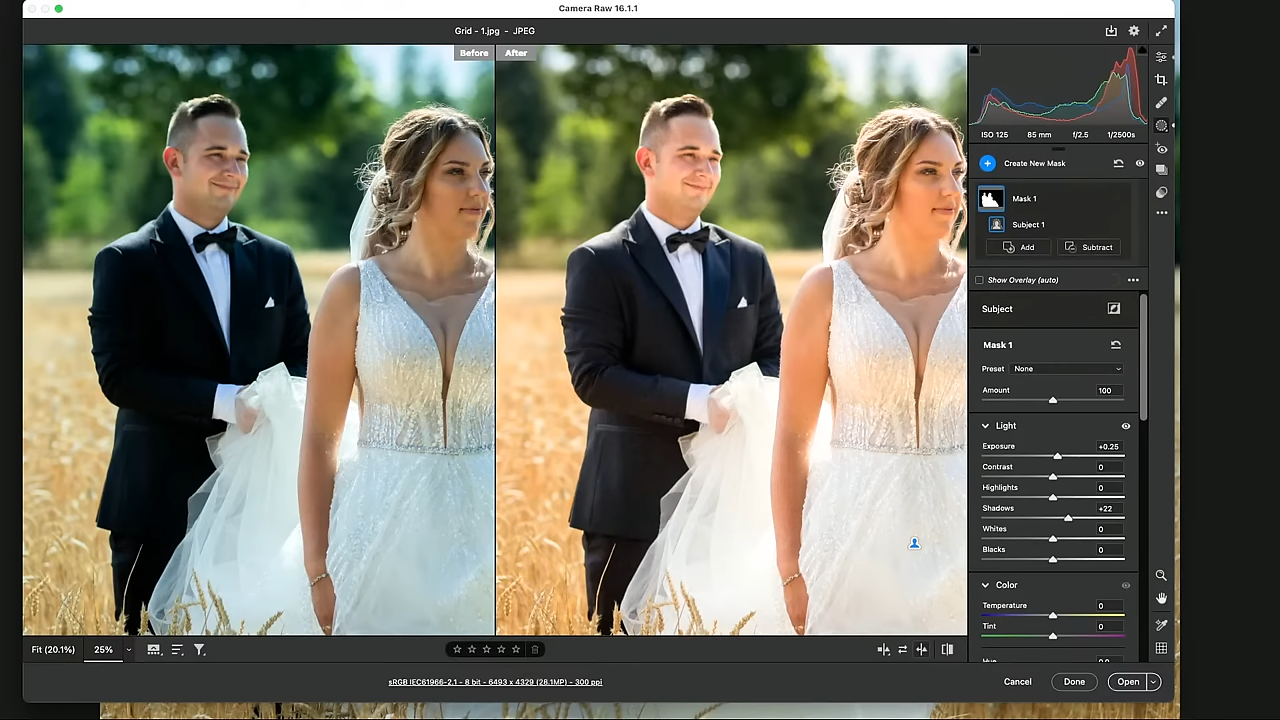 Camera Raw 16.1.1
Grid - 1.jpg - JPEG
Before
After
ISO 125 85 mm f/2.5 1/2500s
Create New Mask
Mask 1
Subject 1
Add Subtract
Show Overlay (auto)
Subject
Mask 1
Preset None
Amount 100
Light
Exposure +0.25
Contrast 0
Highlights 0
Shadows +22
Whites 0
Blacks 0
Color
Temperature 0
Tint 0
Hue 0.0
Fit (20.1%) 25%
sRGB IEC61966-2.1 - 8 bit - 6493 x 4329 (28.1MP) - 300 ppi
Cancel Done Open